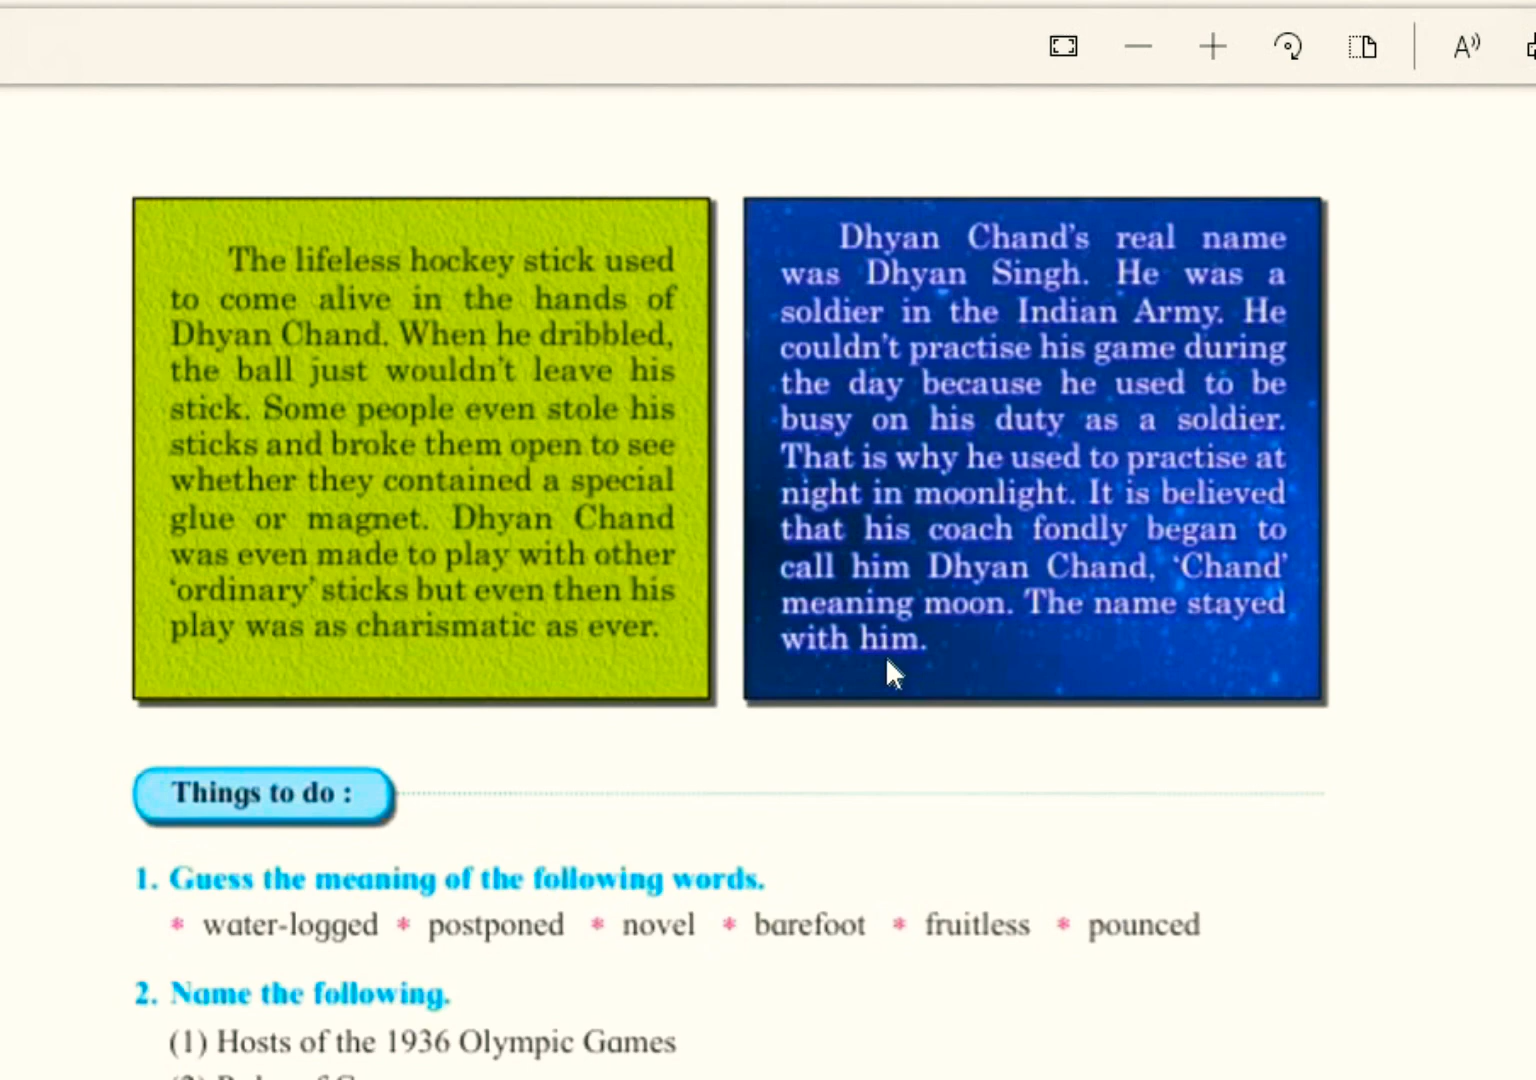 The lifeless hockey stick used
to come alive in the hands of
Dhyan Chand. When he dribbled,
the ball just wouldn't leave his
stick. Some people even stole his
sticks and broke them open to see
whether they contained a special
glue or magnet. Dhyan Chand
was even made to play with other
'ordinary' sticks but even then his
play was as charismatic as ever.
Dhyan Chand's real name
was Dhyan Singh. He was a
soldier in the Indian Army. He
couldn't practise his game during
the day because he used to be
busy on his duty as a soldier.
That is why he used to practise at
night in moonlight. It is believed
that his coach fondly began to
call him Dhyan Chand, 'Chand'
meaning moon. The name stayed
with him.
Things to do :
1. Guess the meaning of the following words.
* water-logged * postponed * novel * barefoot * fruitless * pounced
2. Name the following.
(1) Hosts of the 1936 Olympic Games